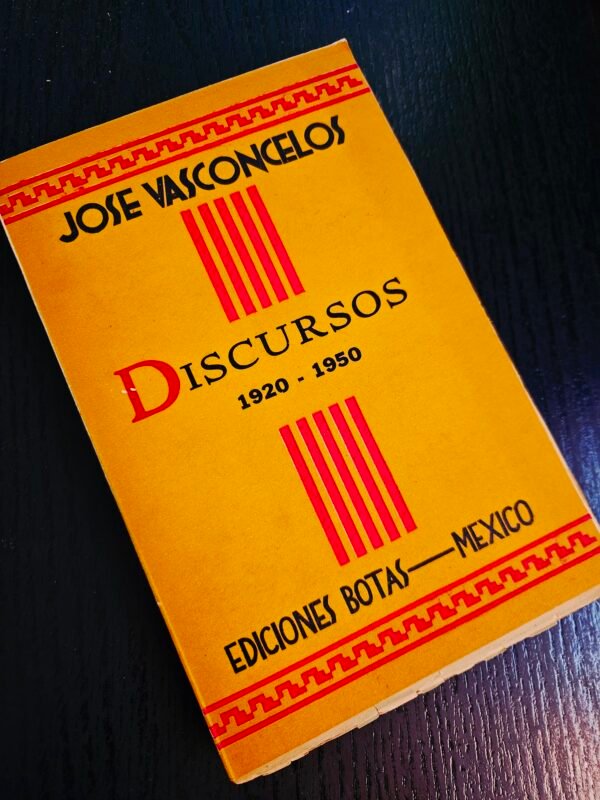 JOSE VASCONCELOS
DISCURSOS
1920 - 1950
EDICIONES BOTAS—MEXICO